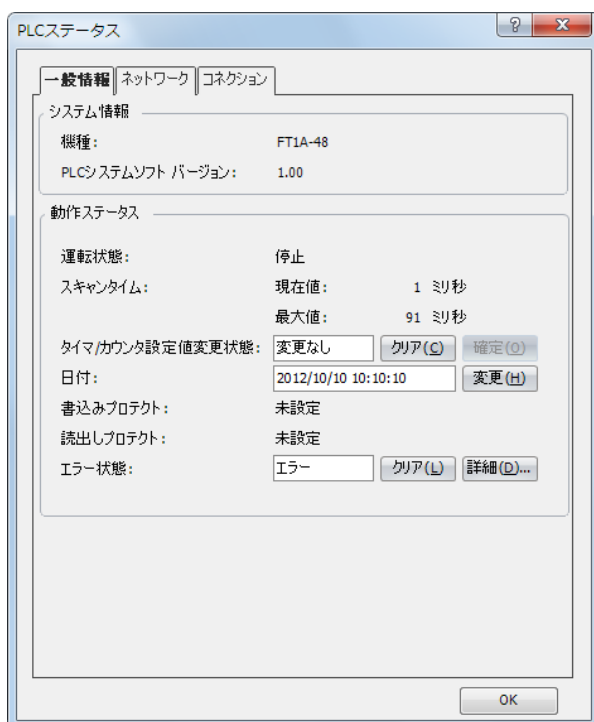 PLCステータス
一般情報 ネットワーク コネクション
システム情報
機種: FT1A-48
PLCシステムソフト バージョン: 1.00
動作ステータス
運転状態: 停止
スキャンタイム: 現在値: 1 ミリ秒
最大値: 91 ミリ秒
タイマ/カウンタ設定値変更状態: 変更なし クリア(C) 確定(O)
日付: 2012/10/10 10:10:10 変更(H)
書込みプロテクト: 未設定
読出しプロテクト: 未設定
エラー状態: エラー クリア(L) 詳細(D)...
OK